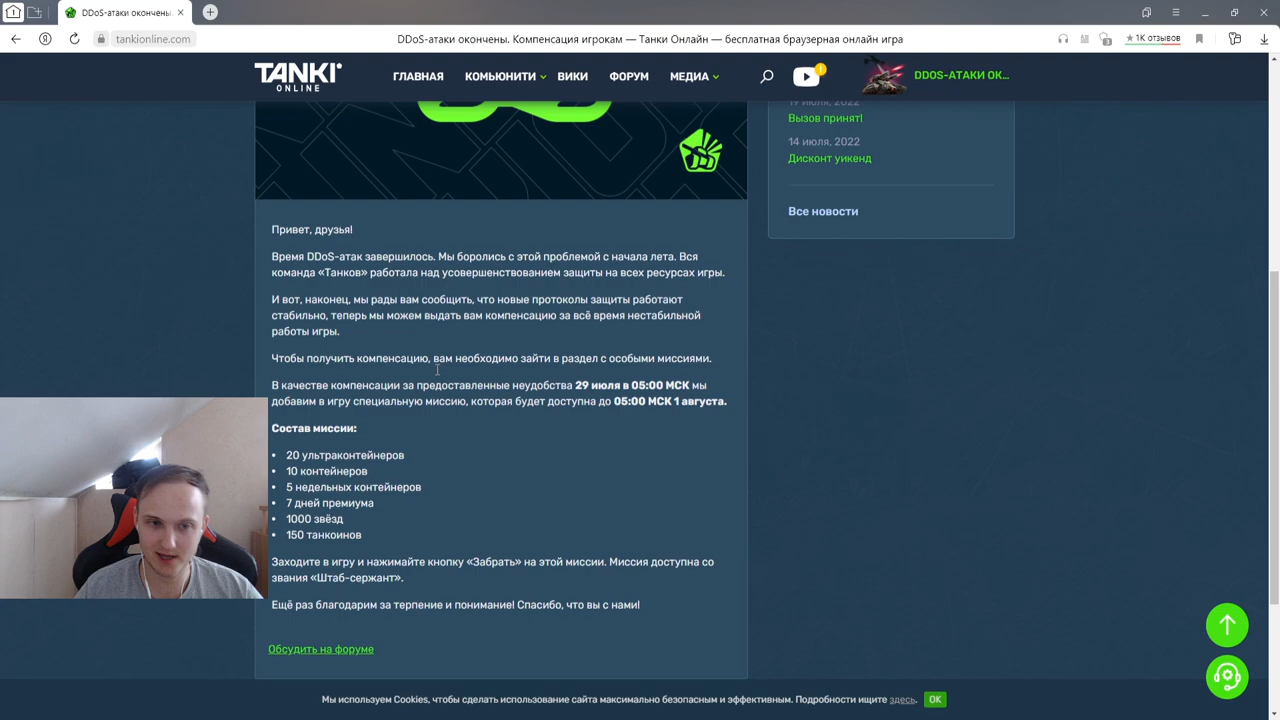 DDoS-атаки окончены.
tankionline.com
DDoS-атаки окончены. Компенсация игрокам — Танки Онлайн — бесплатная браузерная онлайн игра
1K отзывов
TANKI ONLINE
ГЛАВНАЯ
КОМЬЮНИТИ
ВИКИ
ФОРУМ
МЕДИА
DDOS-АТАКИ ОК...
19 июля, 2022
Вызов принят!
14 июля, 2022
Дисконт уикенд
Все новости
Привет, друзья!
Время DDoS-атак завершилось. Мы боролись с этой проблемой с начала лета. Вся
команда «Танков» работала над усовершенствованием защиты на всех ресурсах игры.
И вот, наконец, мы рады вам сообщить, что новые протоколы защиты работают
стабильно, теперь мы можем выдать вам компенсацию за всё время нестабильной
работы игры.
Чтобы получить компенсацию, вам необходимо зайти в раздел с особыми миссиями.
В качестве компенсации за предоставленные неудобства 29 июля в 05:00 МСК мы
добавим в игру специальную миссию, которая будет доступна до 05:00 МСК 1 августа.
Состав миссии:
• 20 ультраконтейнеров
• 10 контейнеров
• 5 недельных контейнеров
• 7 дней премиума
• 1000 звёзд
• 150 танкоинов
Заходите в игру и нажимайте кнопку «Забрать» на этой миссии. Миссия доступна со
звания «Штаб-сержант».
Ещё раз благодарим за терпение и понимание! Спасибо, что вы с нами!
Обсудить на форуме
Мы используем Cookies, чтобы сделать использование сайта максимально безопасным и эффективным. Подробности ищите здесь.
OK